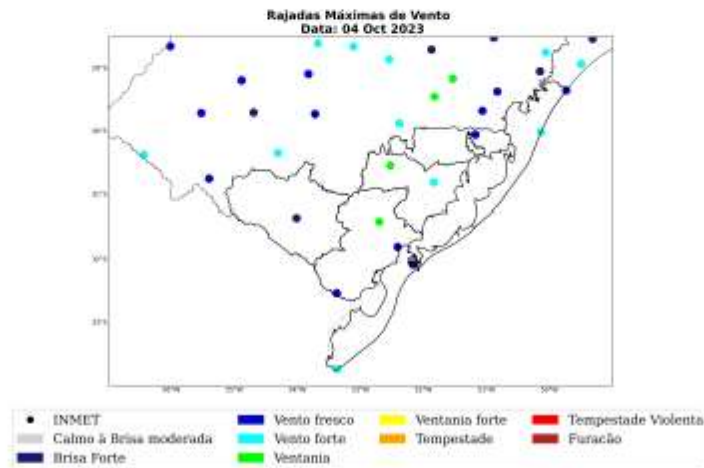 Rajadas Máximas de Vento
Data: 04 Oct 2023
INMET
Vento fresco
Ventania forte
Tempestade Violenta
Calmo à Brisa moderada
Vento forte
Tempestade
Furacão
Brisa Forte
Ventania